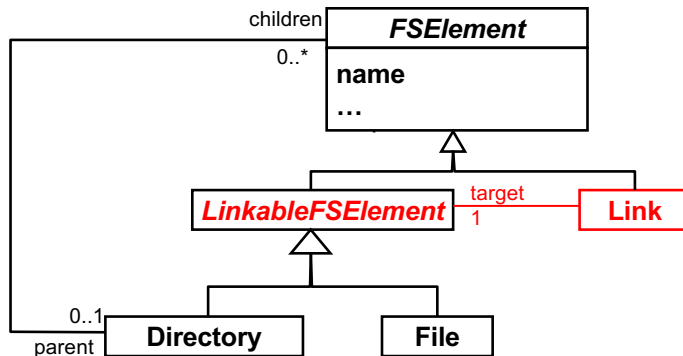 children
FSElement
0..*
name
...
LinkableFSElement
target
1
Link
0..1
parent
Directory
File